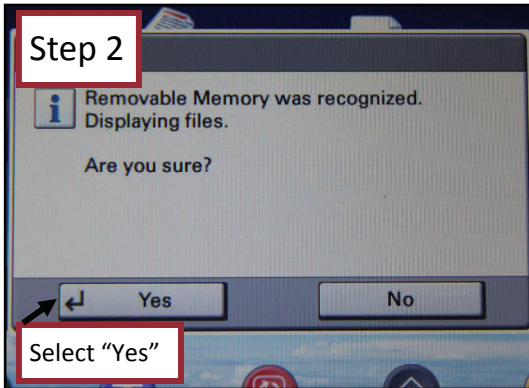 Step 2
Removable Memory was recognized.
Displaying files.
Are you sure?
Yes
No
Select “Yes”